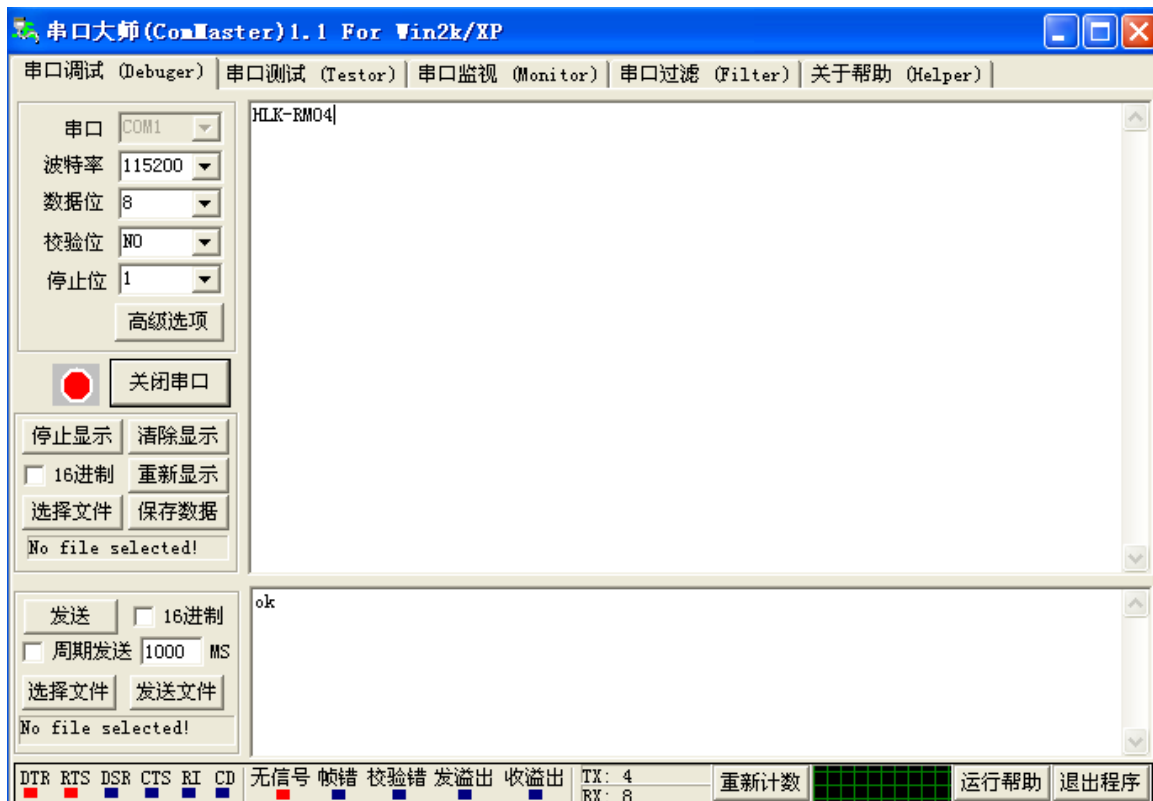 串口大师(ComMaster)1.1 For Win2k/XP
串口调试 (Debuger) 串口测试 (Testor) 串口监视 (Monitor) 串口过滤 (Filter) 关于帮助 (Helper)
串口 COM1
波特率 115200
数据位 8
校验位 NO
停止位 1
高级选项
关闭串口
停止显示 清除显示
16进制 重新显示
选择文件 保存数据
No file selected!
HLK-RM04
发送 16进制
周期发送 1000 MS
选择文件 发送文件
No file selected!
ok
DTR RTS DSR CTS RI CD 无信号 帧错 校验错 发溢出 收溢出 TX: 4
RX: 8
重新计数 运行帮助 退出程序